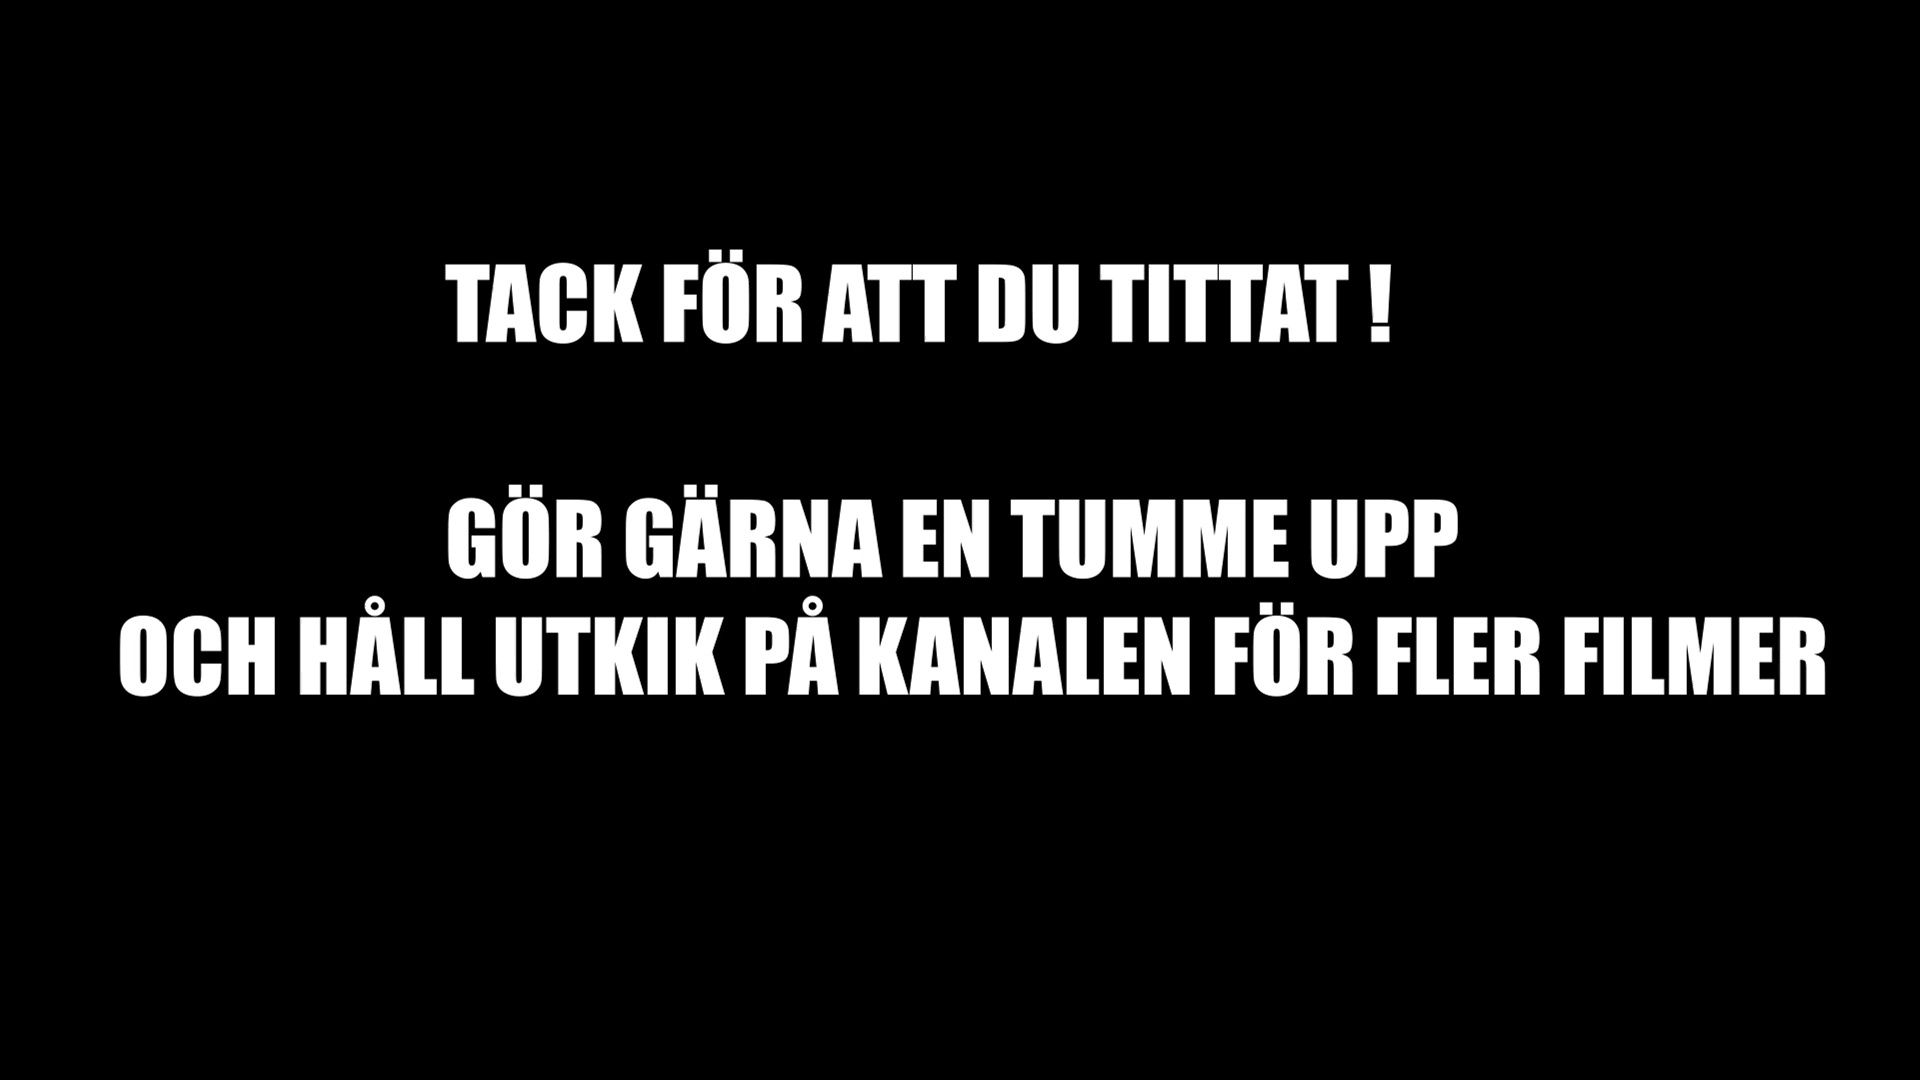 TACK FÖR ATT DU TITTAT !
GÖR GÄRNA EN TUMME UPP
OCH HÅLL UTKIK PÅ KANALEN FÖR FLER FILMER